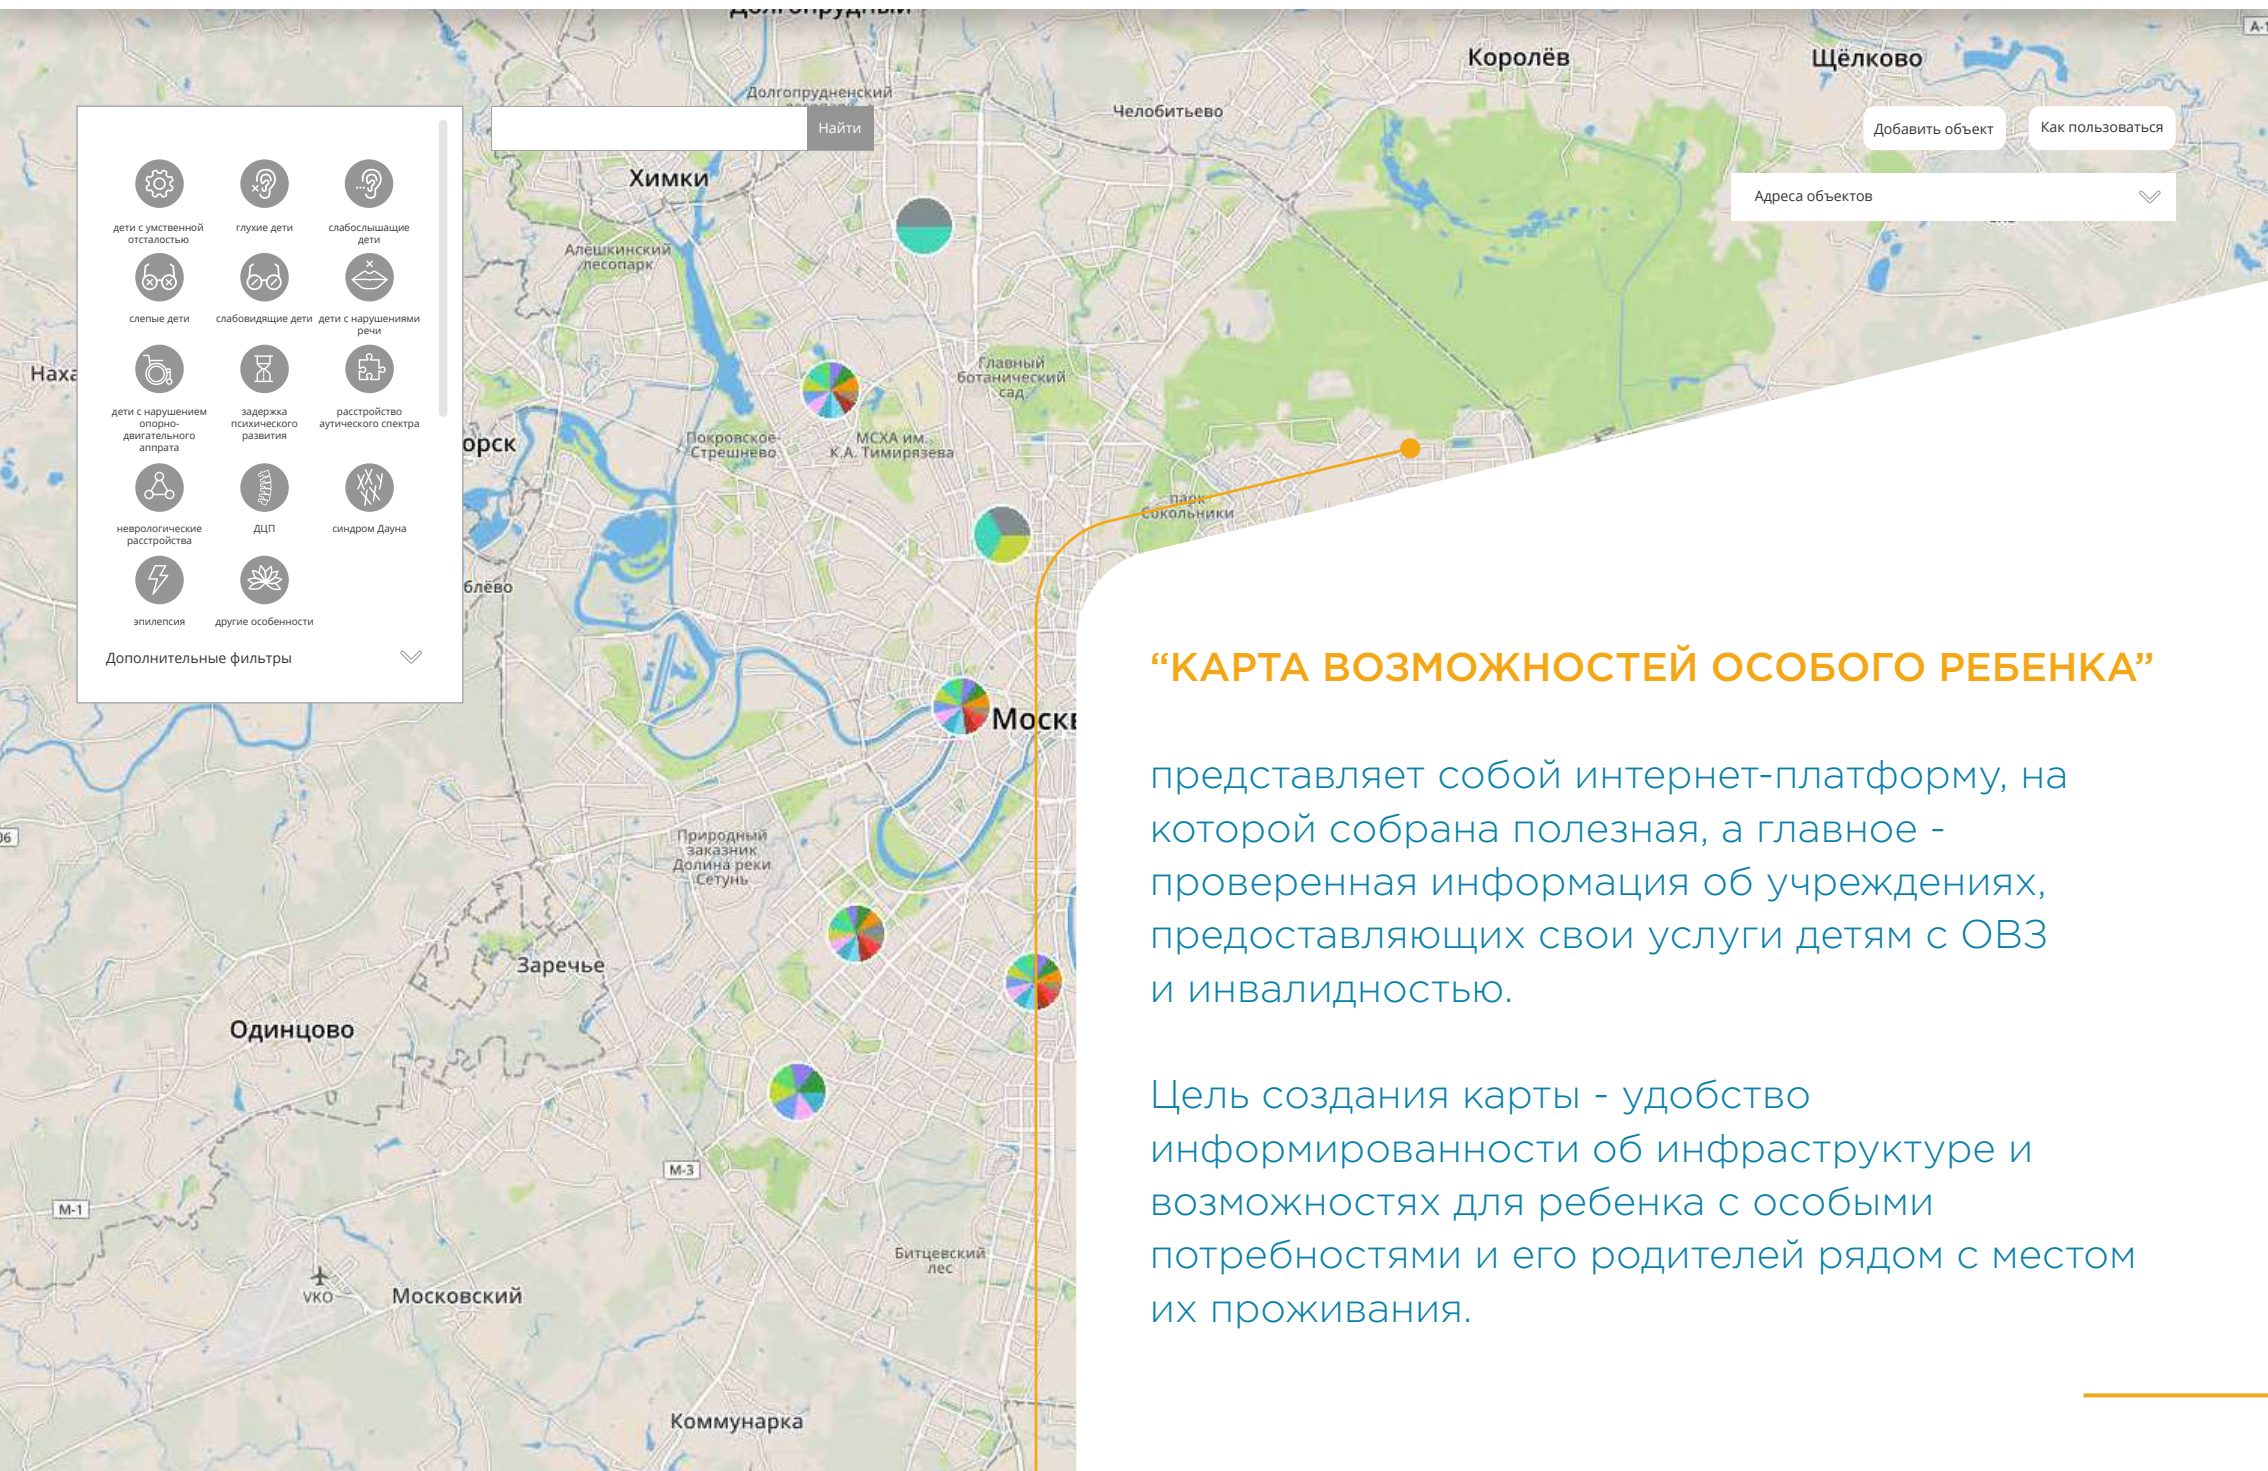 Королёв
Щёлково
Долгопрудненский
Челобитьево
Найти
Добавить объект
Как пользоваться
Химки
Адреса объектов
дети с умственной
отсталостью
глухие дети
слабослышащие
дети
Алёшкинский
лесопарк
слепые дети
слабовидящие дети
дети с нарушениями
речи
Главный
ботанический
сад
дети с нарушением
опорно-
двигательного
аппрата
задержка
психического
развития
расстройство
аутического спектра
Покровское-
Стрешнево
МСХА им.
К.А. Тимирязева
парк
Сокольники
неврологические
расстройства
ДЦП
синдром Дауна
эпилепсия
другие особенности
Дополнительные фильтры
“КАРТА ВОЗМОЖНОСТЕЙ ОСОБОГО РЕБЕНКА”
представляет собой интернет-платформу, на
которой собрана полезная, а главное -
проверенная информация об учреждениях,
предоставляющих свои услуги детям с ОВЗ
и инвалидностью.
Цель создания карты - удобство
информированности об инфраструктуре и
возможностях для ребенка с особыми
потребностями и его родителей рядом с местом
их проживания.
Природный
заказник
Долина реки
Сетунь
Заречье
Одинцово
М-3
М-1
Битцевский
лес
VKO
Московский
Коммунарка